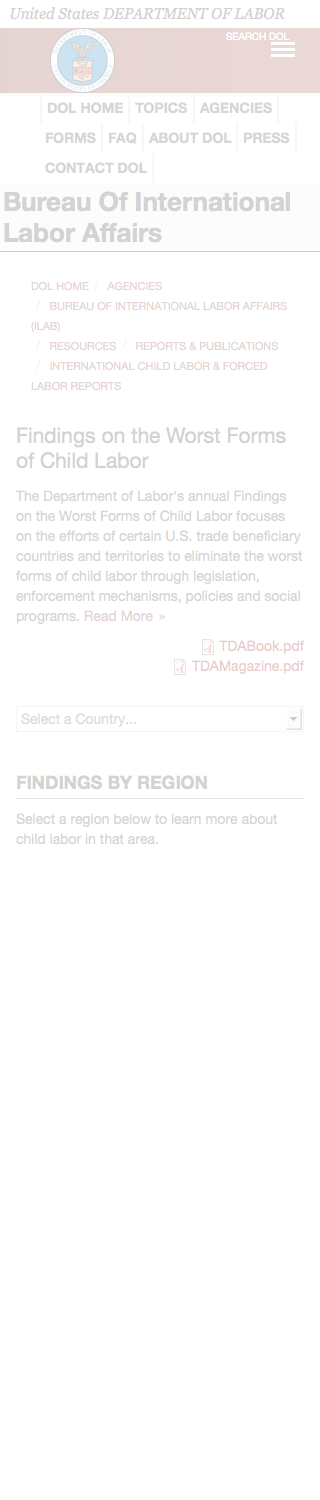 United States DEPARTMENT OF LABOR
SEARCH DOL
DOL HOME TOPICS AGENCIES
FORMS FAQ ABOUT DOL PRESS
CONTACT DOL
Bureau Of International
Labor Affairs
DOL HOME / AGENCIES
/ BUREAU OF INTERNATIONAL LABOR AFFAIRS
(ILAB)
/ RESOURCES / REPORTS & PUBLICATIONS
/ INTERNATIONAL CHILD LABOR & FORCED
LABOR REPORTS
Findings on the Worst Forms
of Child Labor
The Department of Labor's annual Findings
on the Worst Forms of Child Labor focuses
on the efforts of certain U.S. trade beneficiary
countries and territories to eliminate the worst
forms of child labor through legislation,
enforcement mechanisms, policies and social
programs. Read More »
TDABook.pdf
TDAMagazine.pdf
Select a Country...
FINDINGS BY REGION
Select a region below to learn more about
child labor in that area.